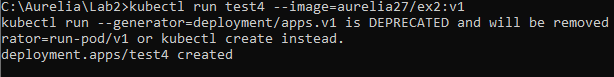 C:\Aurelia\Lab2>kubectl run test4 --image=aurelia27/ex2:v1
kubectl run --generator=deployment/apps.v1 is DEPRECATED and will be removed
rator=run-pod/v1 or kubectl create instead.
deployment.apps/test4 created